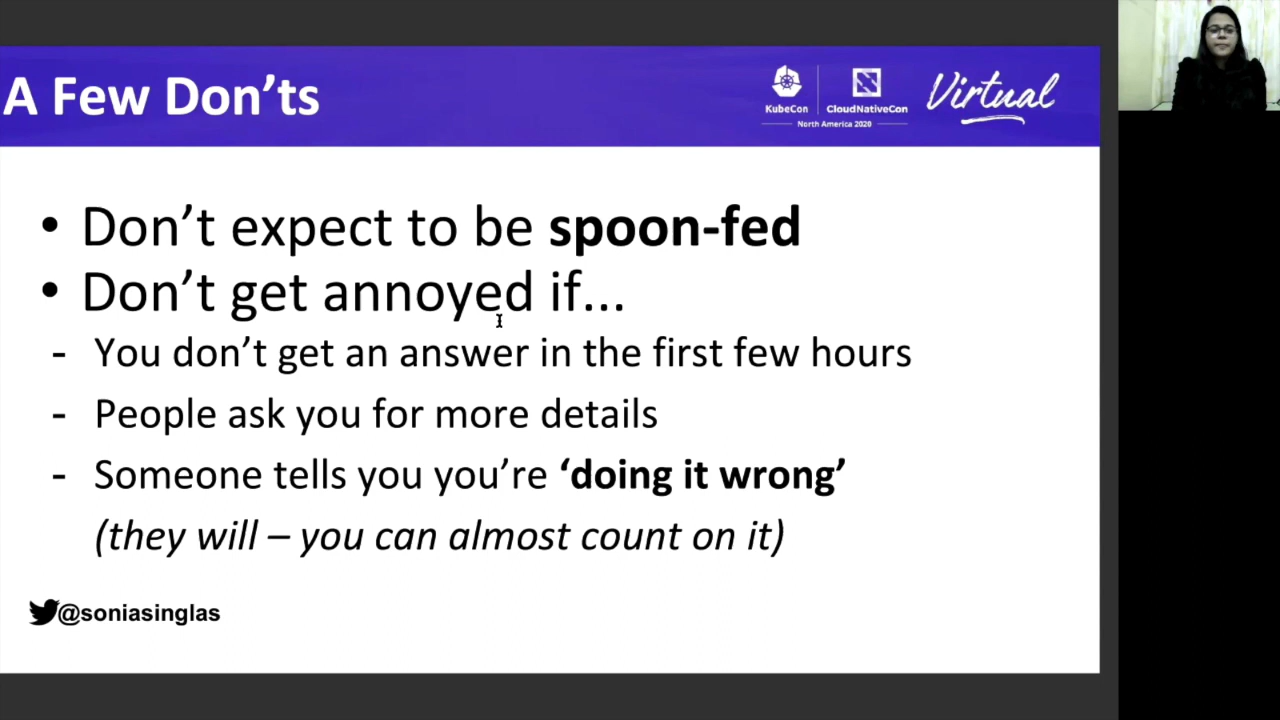 A Few Don'ts
KubeCon
CloudNativeCon
North America 2020
Virtual
• Don't expect to be spoon-fed
• Don't get annoyed if...
- You don't get an answer in the first few hours
- People ask you for more details
- Someone tells you you're ‘doing it wrong’
(they will – you can almost count on it)
@soniasinglas